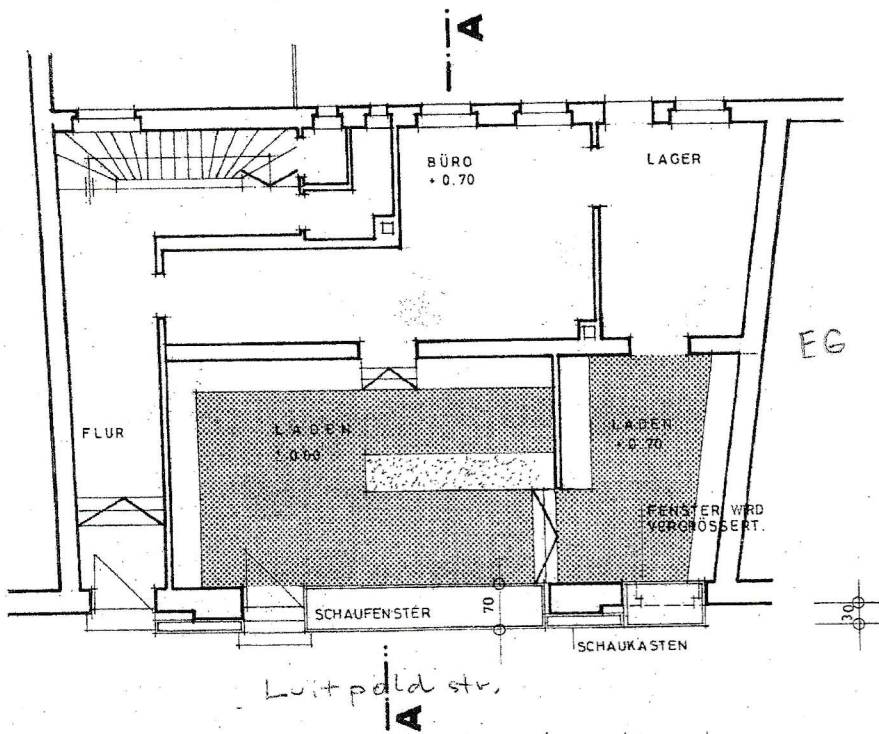 A
BÜRO
+ 0.70
LAGER
EG
FLUR
LADEN
± 0.00
LADEN
+ 0.70
FENSTER WIRD
VERGRÖSSERT.
SCHAUFENSTER
70
30
SCHAUKASTEN
Luitpoldstr.
A